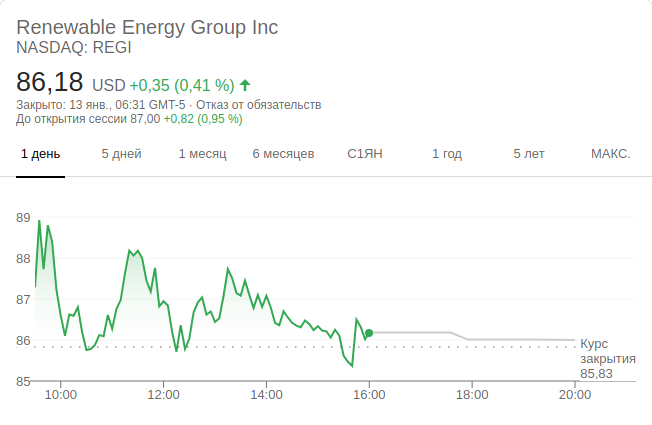 Renewable Energy Group Inc
NASDAQ: REGI
86,18 USD +0,35 (0,41 %)
Закрыто: 13 янв., 06:31 GMT-5 · Отказ от обязательств
До открытия сессии 87,00 +0,82 (0,95 %)
1 день 5 дней 1 месяц 6 месяцев С1ЯН 1 год 5 лет МАКС.
89
88
87
86
Курс
закрытия
85,83
85
10:00 12:00 14:00 16:00 18:00 20:00